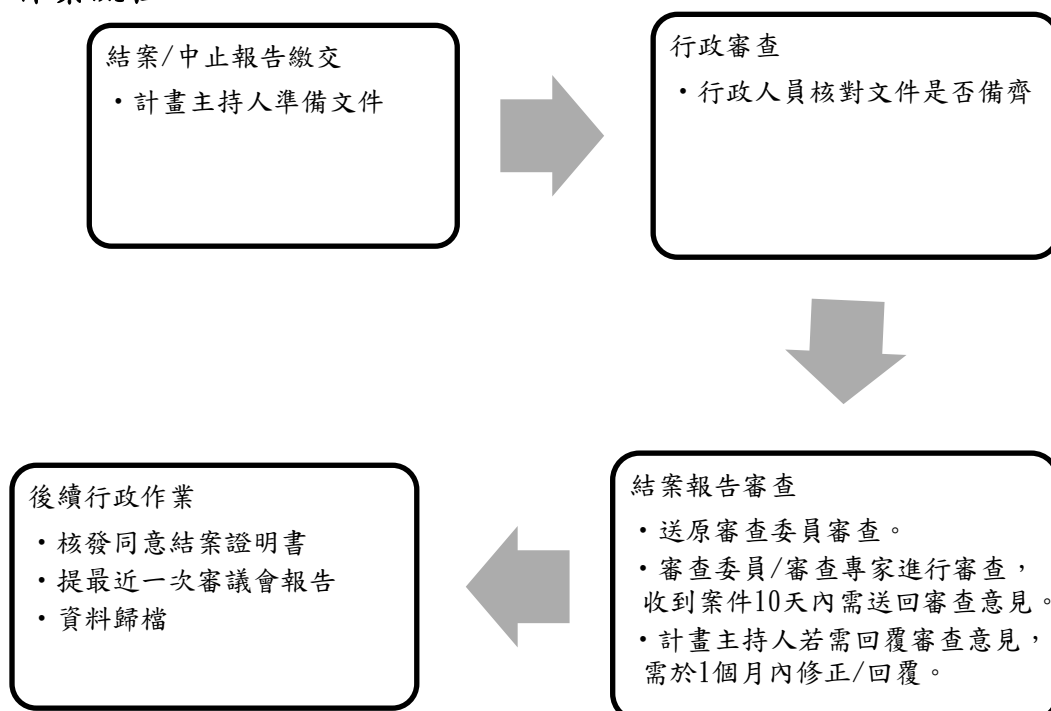 結案/中止報告繳交
・計畫主持人準備文件
行政審查
・行政人員核對文件是否備齊
結案報告審查
・送原審查委員審查。
・審查委員/審查專家進行審查，
收到案件10天內需送回審查意見。
・計畫主持人若需回覆審查意見，
需於1個月內修正/回覆。
後續行政作業
・核發同意結案證明書
・提最近一次審議會報告
・資料歸檔